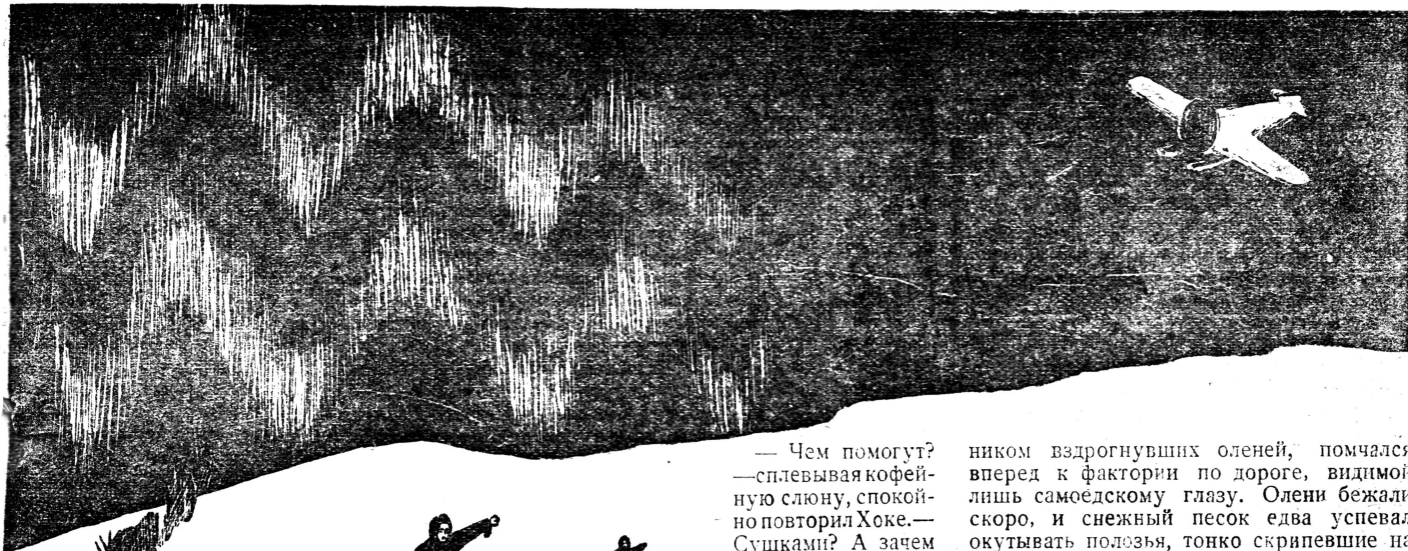 — Чем помогут?
—сплевывая кофей-
ную слюну, спокой-
но повторил Хоке.—
Сушками? А зачем
ником вздрогнувших оленей, помчался
вперед к фактории по дороге, видимой
лишь самоедскому глазу. Олени бежали
скоро, и снежный песок едва успевал
окутывать полозья, тонко скрипевшие на